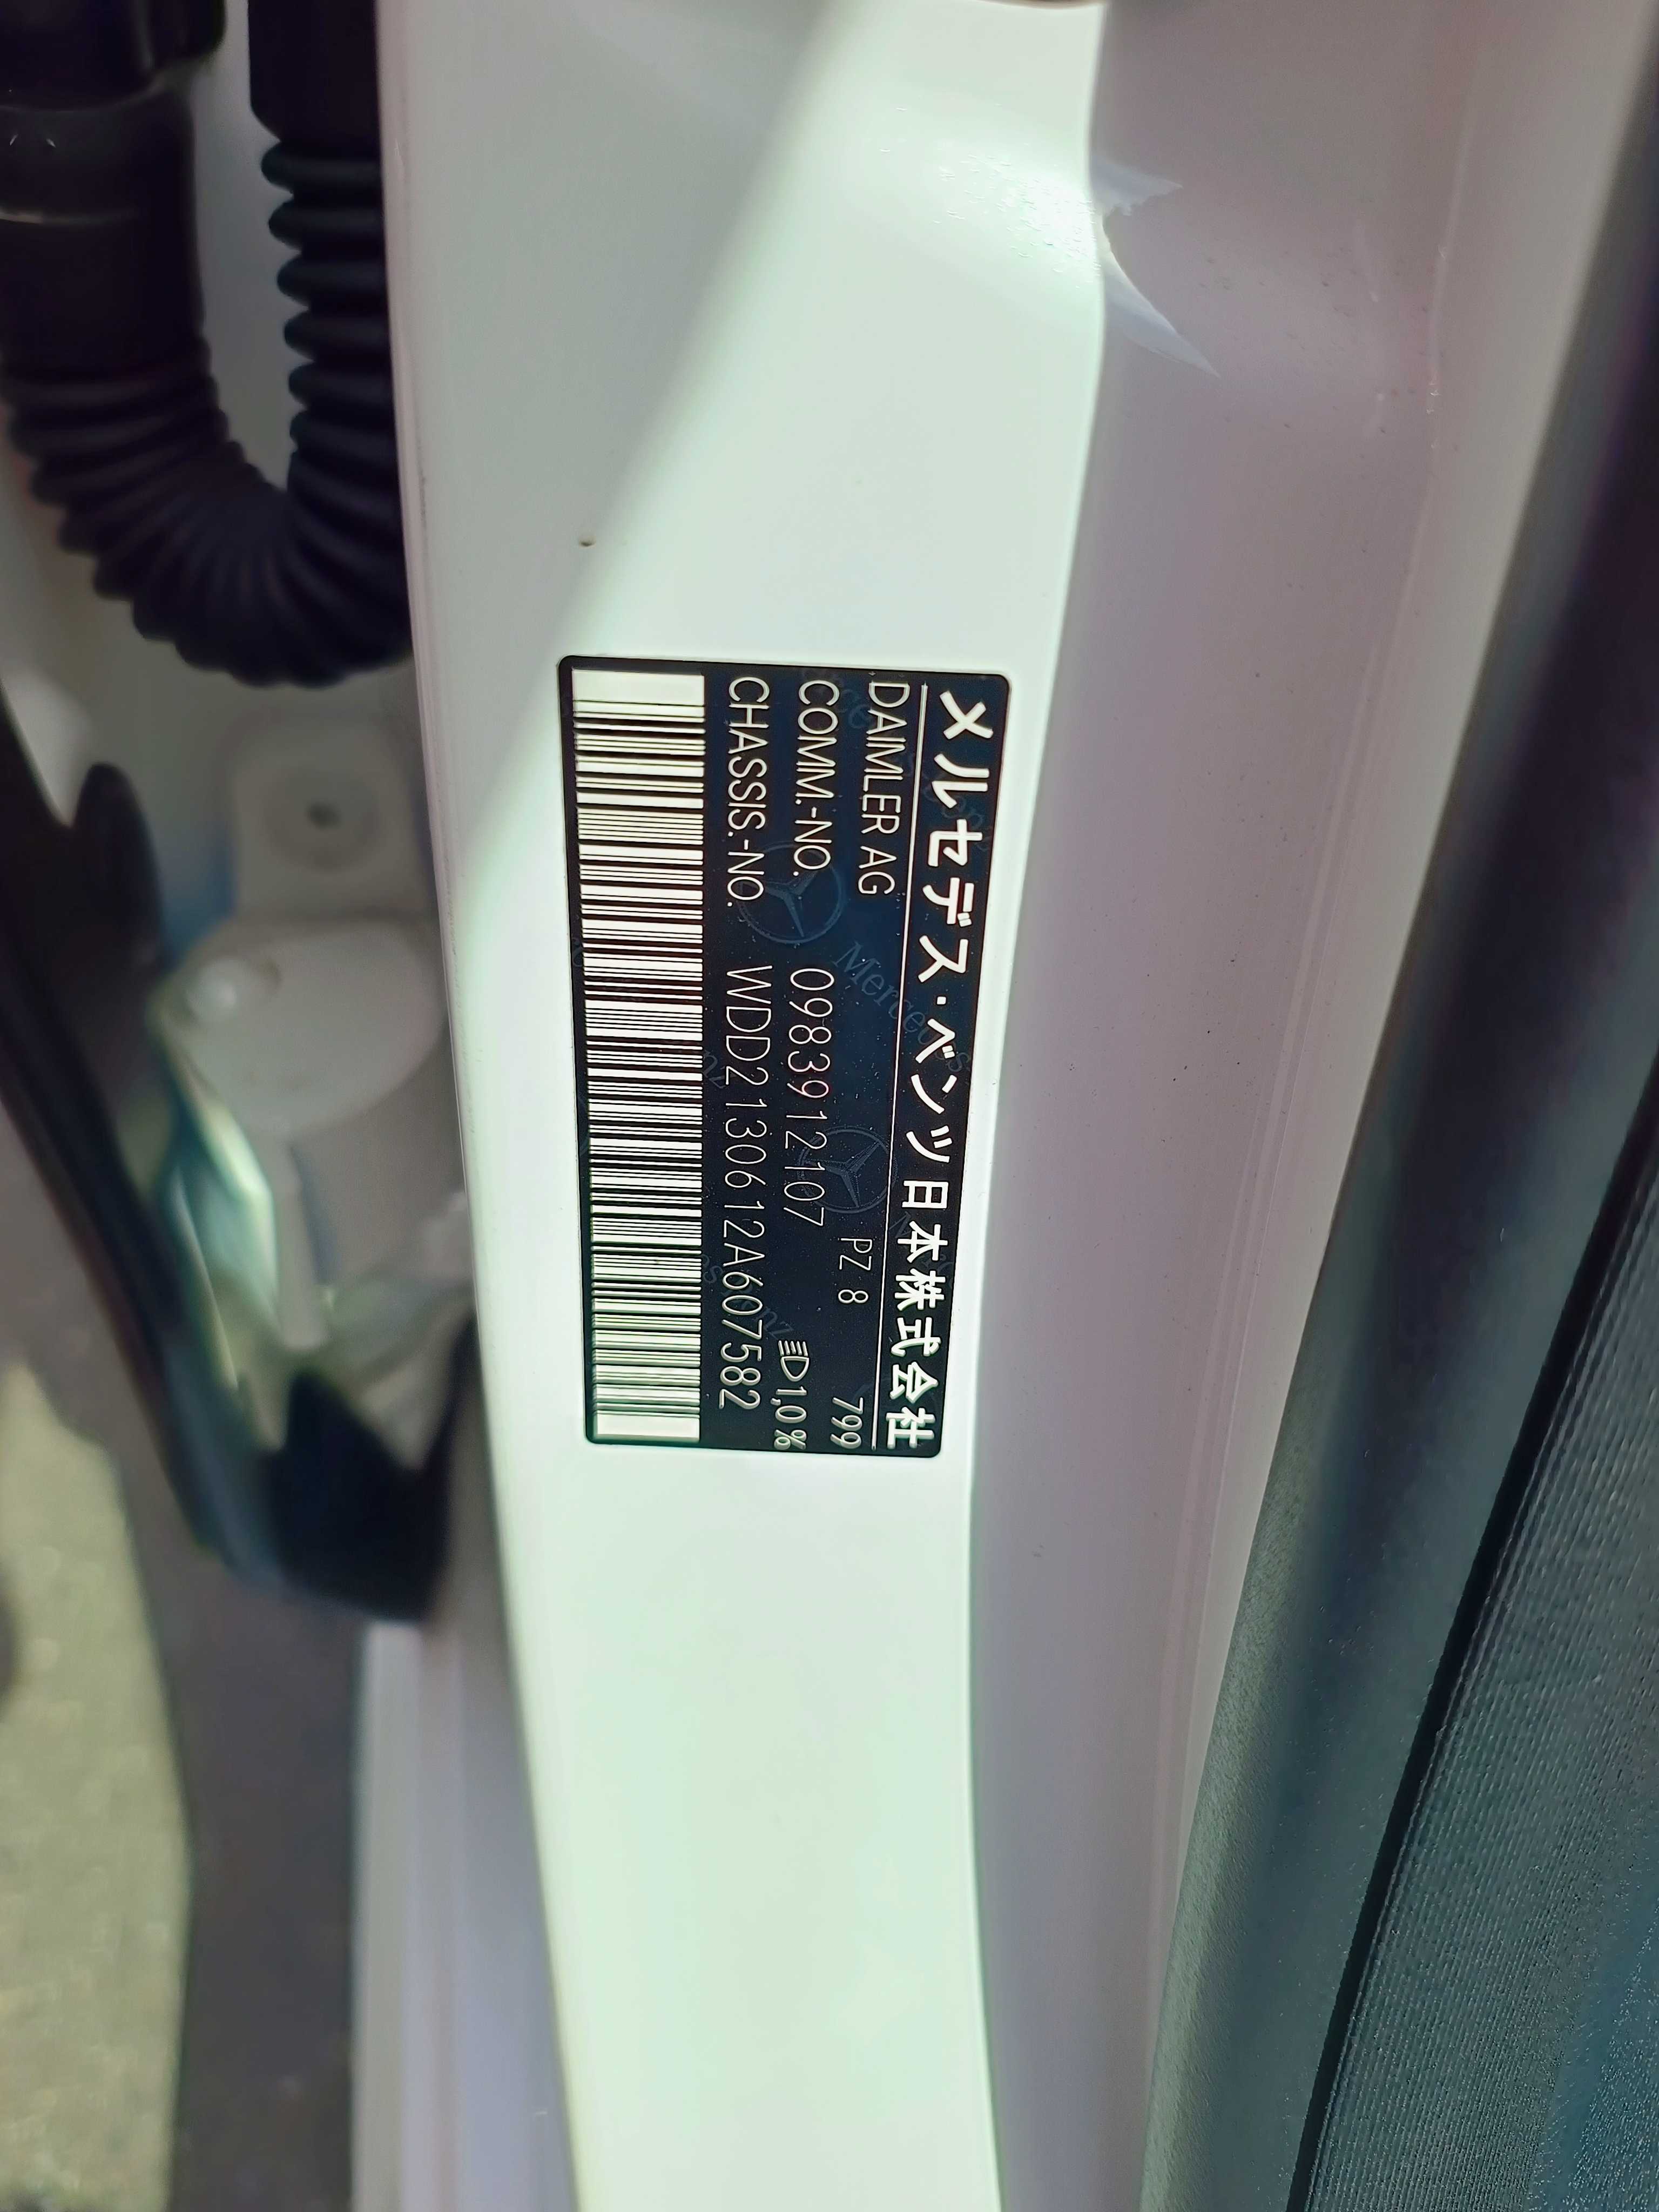 メルセデス・ベンツ日本株式会社
DAIMLER AG PZ 8 799
COMM.-NO. 0983912107 1,0 %
CHASSIS.-NO. WDD2130612A607582